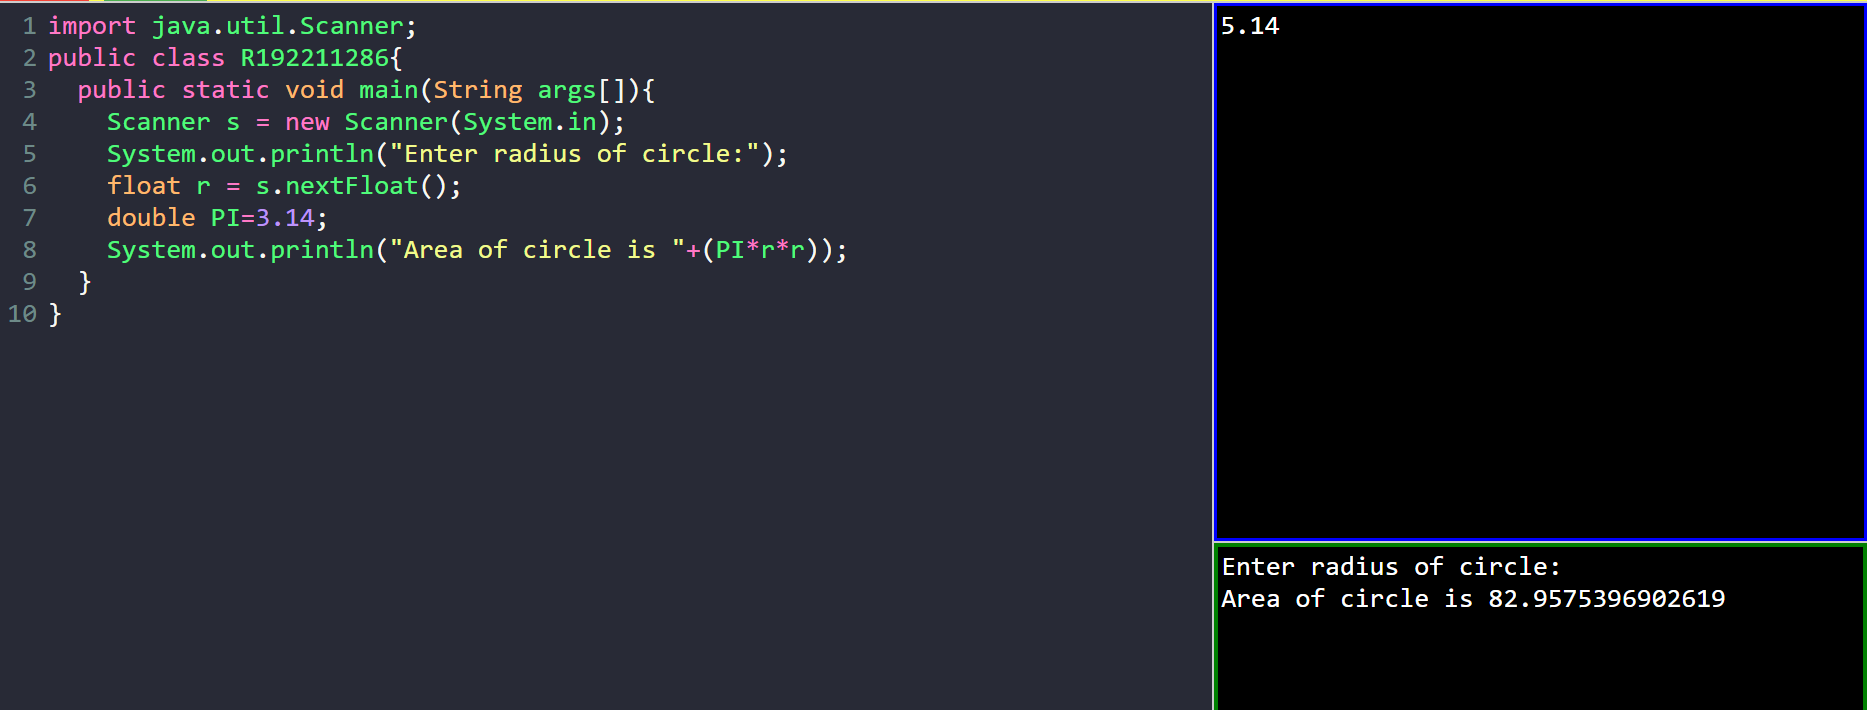 1 import java.util.Scanner;
2 public class R192211286{
3   public static void main(String args[]){
4     Scanner s = new Scanner(System.in);
5     System.out.println("Enter radius of circle:");
6     float r = s.nextFloat();
7     double PI=3.14;
8     System.out.println("Area of circle is "+(PI*r*r));
9   }
10 }
5.14
Enter radius of circle:
Area of circle is 82.9575396902619